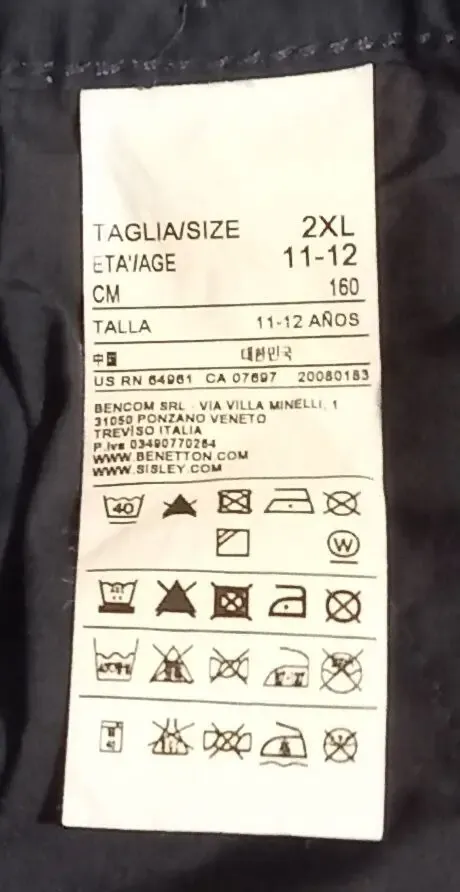 TAGLIA/SIZE 2XL
ETA'/AGE 11-12
CM 160
TALLA 11-12 AÑOS
中国 대한민국
US RN 64961 CA 07697 20080183
BENCOM SRL - VIA VILLA MINELLI, 1
31050 PONZANO VENETO
TREVISO ITALIA
P.Iva 03490770264
WWW.BENETTON.COM
WWW.SISLEY.COM
40
W